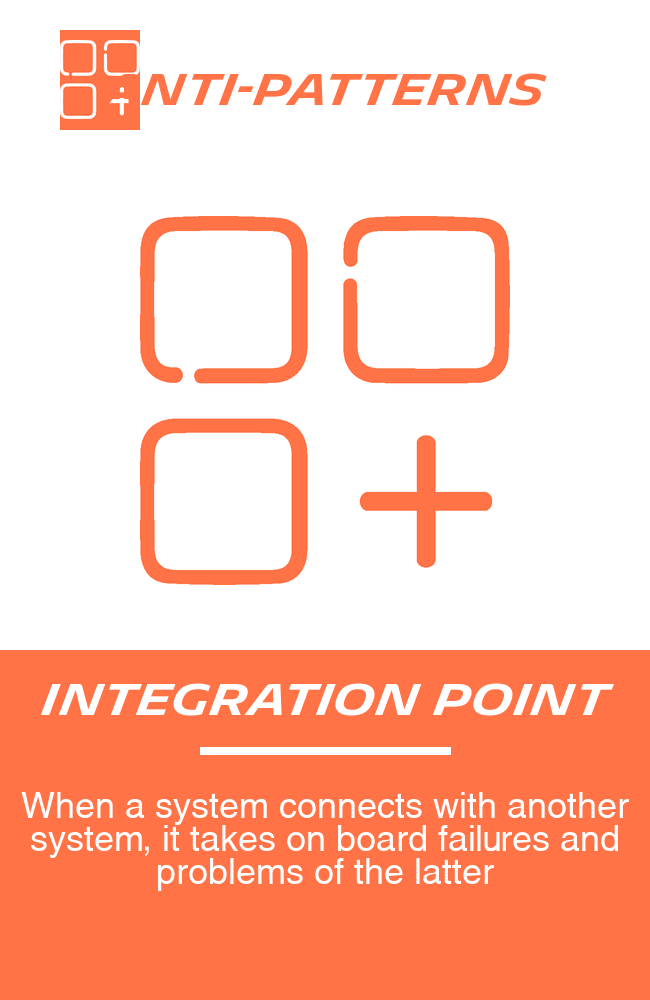 NTI-PATTERNS
INTEGRATION POINT
When a system connects with another
system, it takes on board failures and
problems of the latter